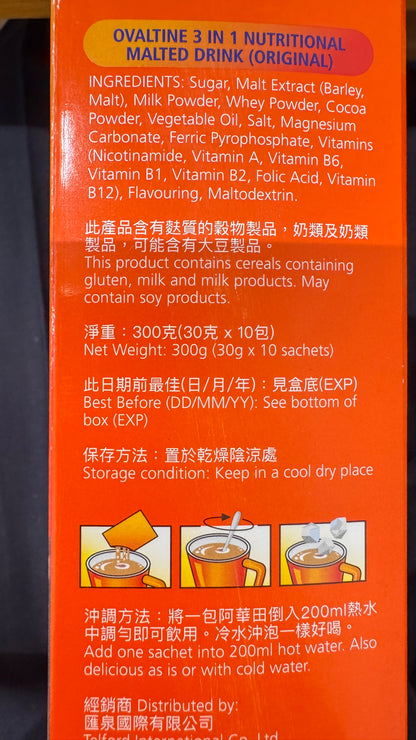 OVALTINE 3 IN 1 NUTRITIONAL
MALTED DRINK (ORIGINAL)
INGREDIENTS: Sugar, Malt Extract (Barley,
Malt), Milk Powder, Whey Powder, Cocoa
Powder, Vegetable Oil, Salt, Magnesium
Carbonate, Ferric Pyrophosphate, Vitamins
(Nicotinamide, Vitamin A, Vitamin B6,
Vitamin B1, Vitamin B2, Folic Acid, Vitamin
B12), Flavouring, Maltodextrin.
此產品含有麩質的穀物製品，奶類及奶類
製品，可能含有大豆製品。
This product contains cereals containing
gluten, milk and milk products. May
contain soy products.
淨重：300克(30克 x 10包)
Net Weight: 300g (30g x 10 sachets)
此日期前最佳(日/月/年)：見盒底(EXP)
Best Before (DD/MM/YY): See bottom of
box (EXP)
保存方法：置於乾燥陰涼處
Storage condition: Keep in a cool dry place
沖調方法：將一包阿華田倒入200ml熱水
中調勻即可飲用。冷水沖泡一樣好喝。
Add one sachet into 200ml hot water. Also
delicious as is or with cold water.
經銷商 Distributed by:
匯泉國際有限公司
Telford International Co. Ltd.